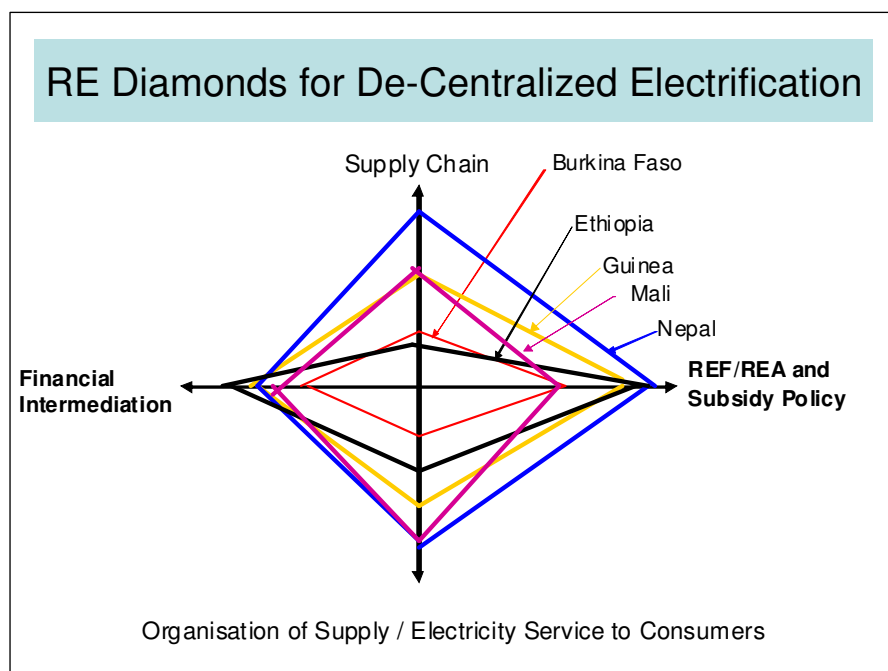 RE Diamonds for De-Centralized Electrification
Supply Chain
Burkina Faso
Ethiopia
Guinea
Mali
Nepal
Financial
Intermediation
REF/REA and
Subsidy Policy
Organisation of Supply / Electricity Service to Consumers